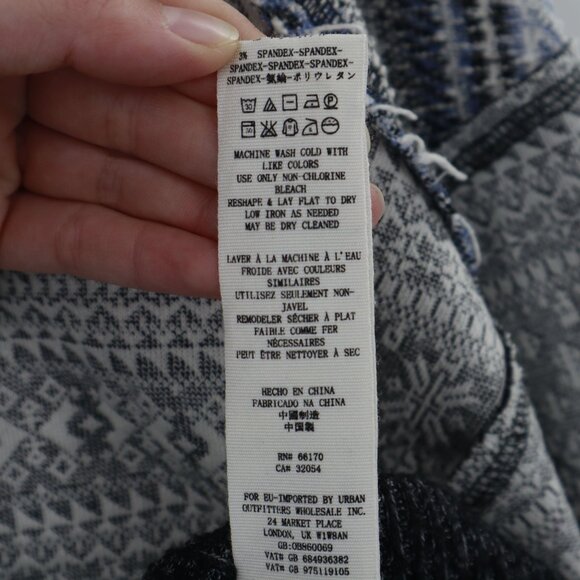 3% SPANDEX-SPANDEX-
SPANDEX-SPANDEX-SPANDEX-
SPANDEX-氨綸-ポリウレタン
30
MACHINE WASH COLD WITH
LIKE COLORS
USE ONLY NON-CHLORINE
BLEACH
RESHAPE & LAY FLAT TO DRY
LOW IRON AS NEEDED
MAY BE DRY CLEANED
LAVER À LA MACHINE À L'EAU
FROIDE AVEC COULEURS
SIMILAIRES
UTILISEZ SEULEMENT NON-
JAVEL
REMODELER SÉCHER À PLAT
FAIBLE COMME FER
NÉCESSAIRES
PEUT ÊTRE NETTOYER À SEC
HECHO EN CHINA
FABRICADO NA CHINA
中國制造
中国製
RN# 66170
CA# 32054
FOR EU-IMPORTED BY URBAN
OUTFITTERS WHOLESALE INC.
24 MARKET PLACE
LONDON, UK W1W8AN
GB:OB860069
VAT# GB 684936382
VAT# GB 975119105